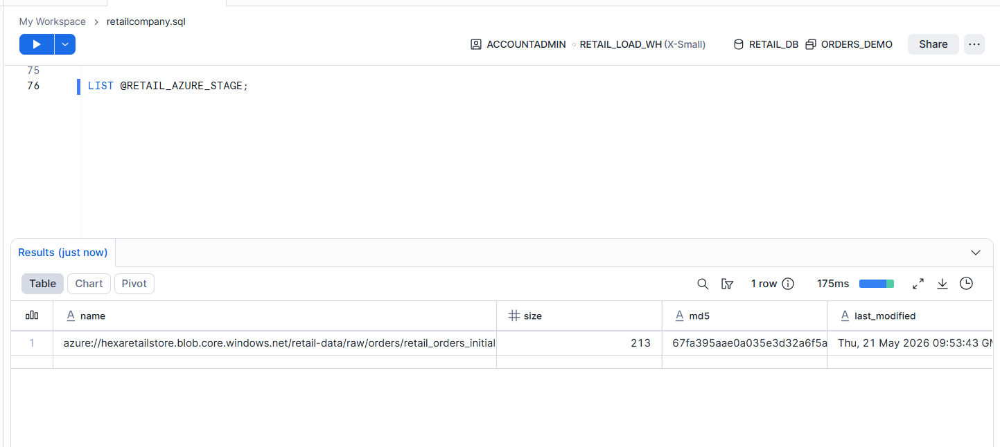 My Workspace > retailcompany.sql
ACCOUNTADMIN RETAIL_LOAD_WH (X-Small) RETAIL_DB ORDERS_DEMO Share ...
75
76 LIST @RETAIL_AZURE_STAGE;
Results (just now)
Table Chart Pivot 1 row 175ms
A name # size A md5 A last_modified
1 azure://hexaretailstore.blob.core.windows.net/retail-data/raw/orders/retail_orders_initial 213 67fa395aae0a035e3d32a6f5a Thu, 21 May 2026 09:53:43 GM